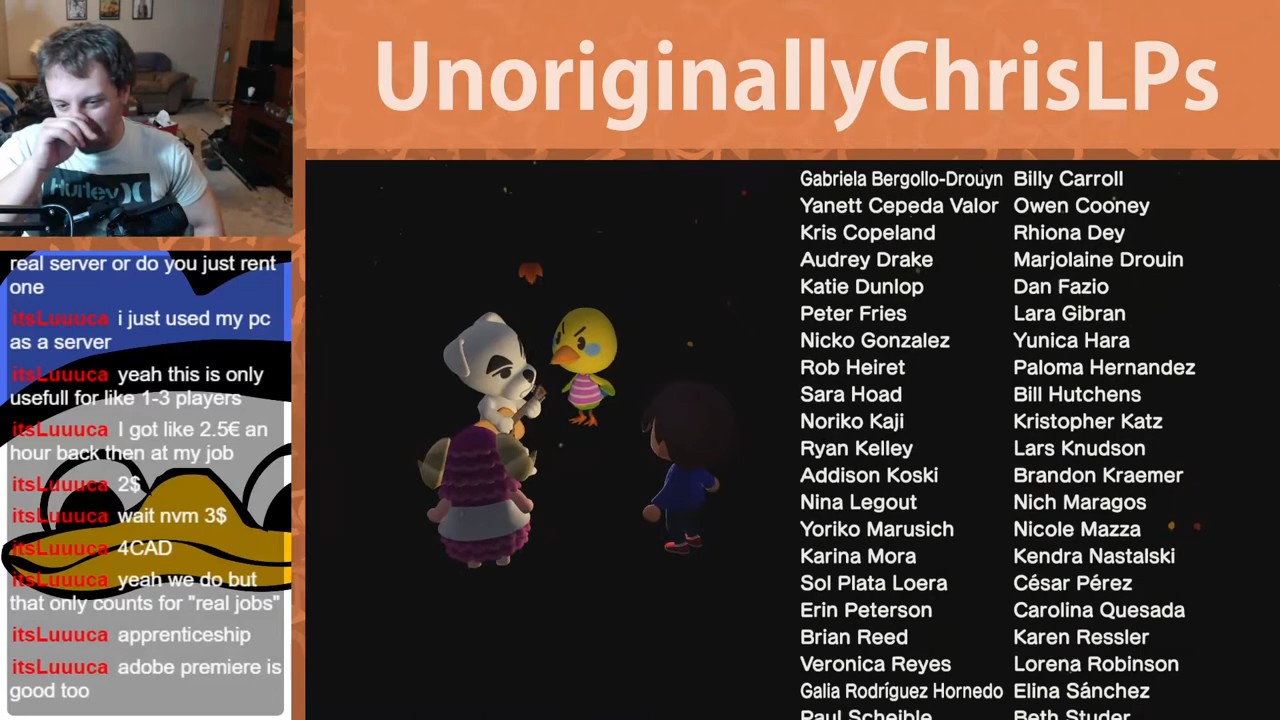 UnoriginallyChrisLPs
Hurley
real server or do you just rent
one
itsLuuuca i just used my pc
as a server
itsLuuuca yeah this is only
usefull for like 1-3 players
itsLuuuca I got like 2.5€ an
hour back then at my job
itsLuuuca 2$
itsLuuuca wait nvm 3$
itsLuuuca 4CAD
itsLuuuca yeah we do but
that only counts for "real jobs"
itsLuuuca apprenticeship
itsLuuuca adobe premiere is
good too
Gabriela Bergollo-Drouyn Billy Carroll
Yanett Cepeda Valor Owen Cooney
Kris Copeland Rhiona Dey
Audrey Drake Marjolaine Drouin
Katie Dunlop Dan Fazio
Peter Fries Lara Gibran
Nicko Gonzalez Yunica Hara
Rob Heiret Paloma Hernandez
Sara Hoad Bill Hutchens
Noriko Kaji Kristopher Katz
Ryan Kelley Lars Knudson
Addison Koski Brandon Kraemer
Nina Legout Nich Maragos
Yoriko Marusich Nicole Mazza
Karina Mora Kendra Nastalski
Sol Plata Loera César Pérez
Erin Peterson Carolina Quesada
Brian Reed Karen Ressler
Veronica Reyes Lorena Robinson
Galia Rodríguez Hornedo Elina Sánchez
Paul Scheible Beth Studer